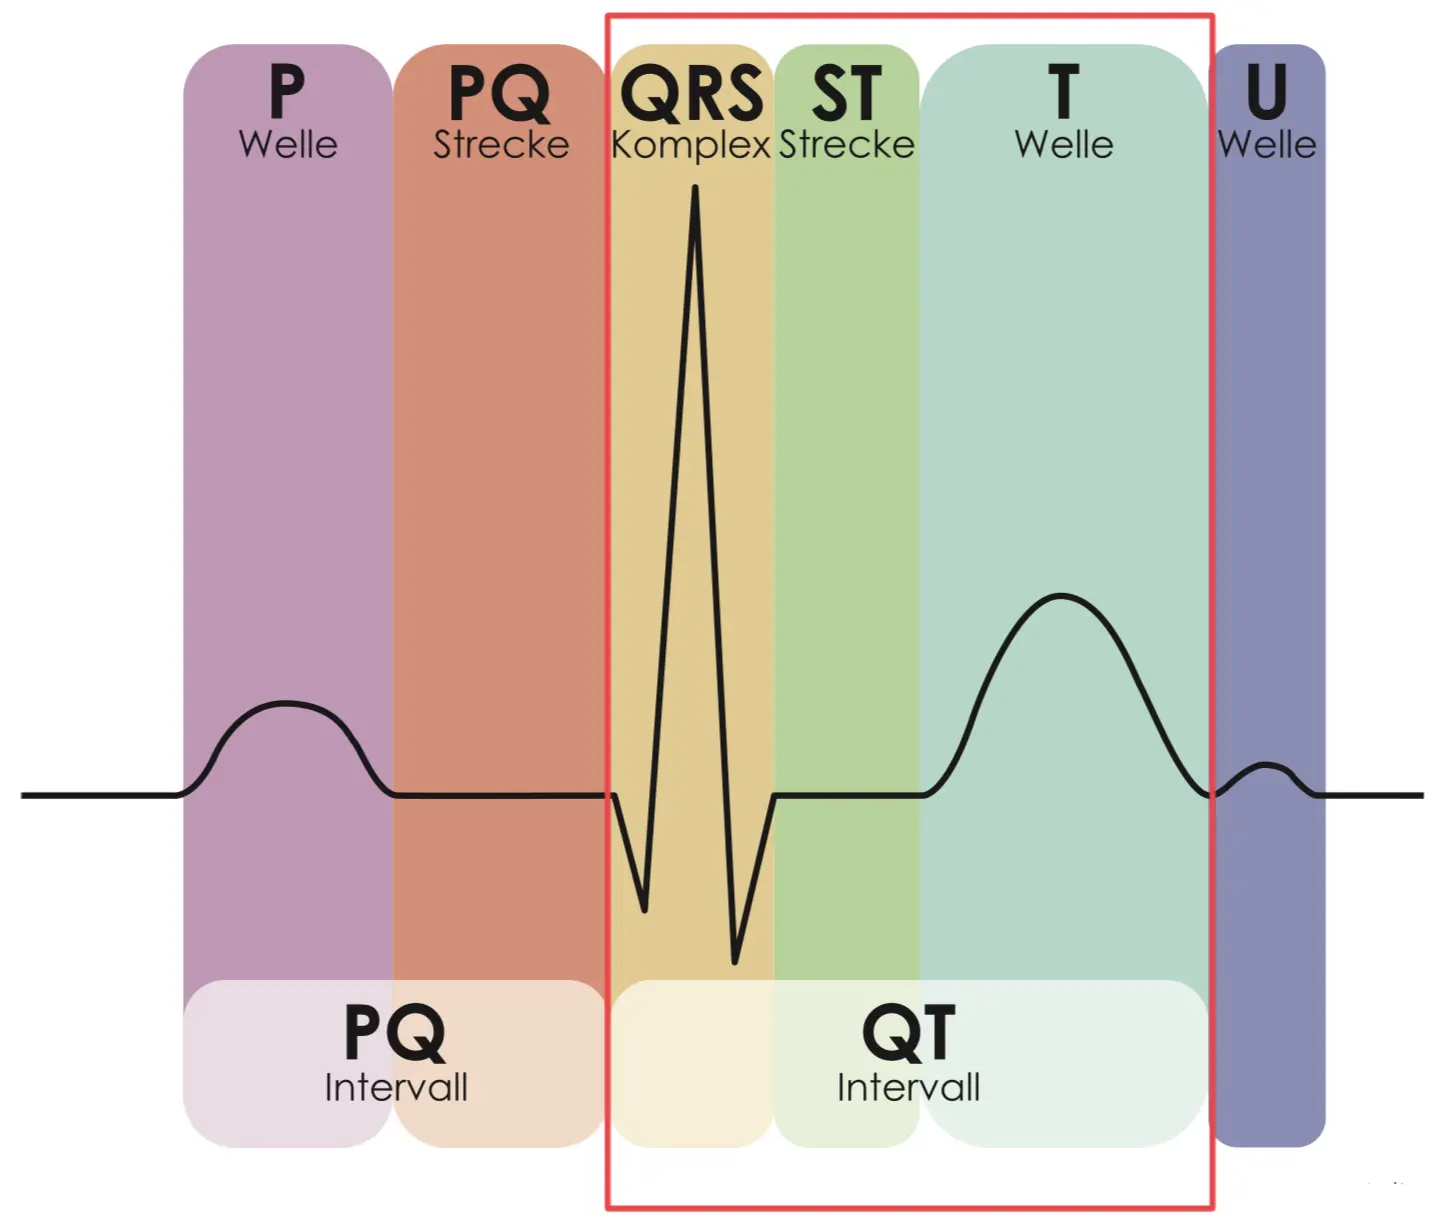 P
Welle
PQ
Strecke
QRS
Komplex
ST
Strecke
T
Welle
U
Welle
PQ
Intervall
QT
Intervall